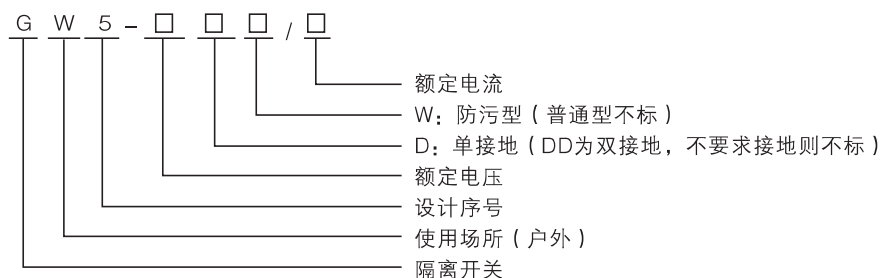 GW5-□□□/□
额定电流
W：防污型（普通型不标）
D：单接地（DD为双接地，不要求接地则不标）
额定电压
设计序号
使用场所（户外）
隔离开关